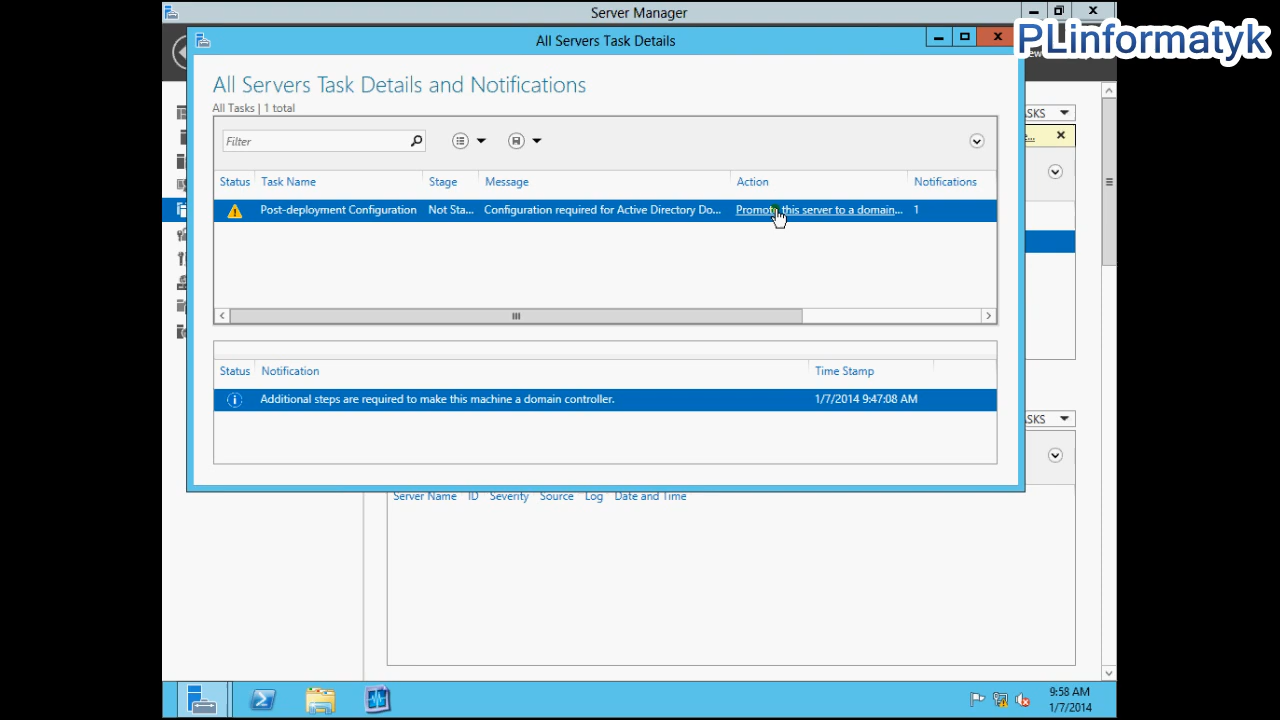 Server Manager
PLinformatyk
All Servers Task Details
All Servers Task Details and Notifications
All Tasks | 1 total
Filter
Status Task Name Stage Message Action Notifications
Post-deployment Configuration Not Sta... Configuration required for Active Directory Do... Promote this server to a domain... 1
Status Notification Time Stamp
Additional steps are required to make this machine a domain controller. 1/7/2014 9:47:08 AM
Server Name ID Severity Source Log Date and Time
9:58 AM
1/7/2014